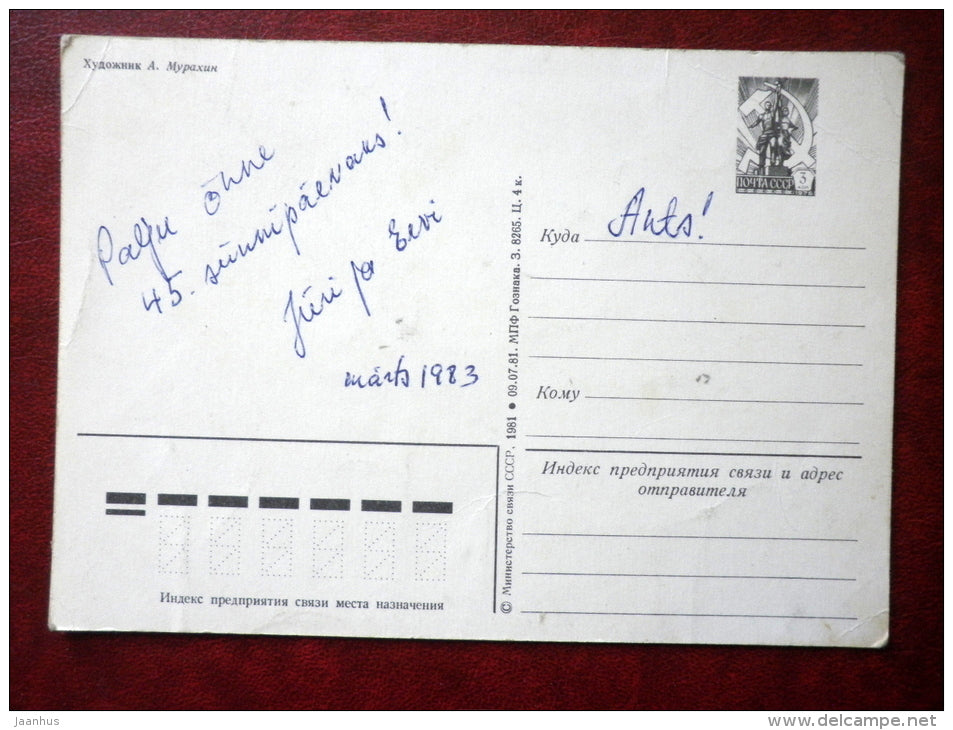 Художник А. Мурахин
Palju õnne
45. sünnipäevaks!
Jüri ja Eevi
märts 1983
ПОЧТА СССР
3
Куда Ants!
Кому
Индекс предприятия связи и адрес
отправителя
© Министерство связи СССР, 1981 ● 09.07.81. МПФ Гознака. З. 8265. Ц. 4 к.
Индекс предприятия связи места назначения
jaanhus
www.delcampe.net